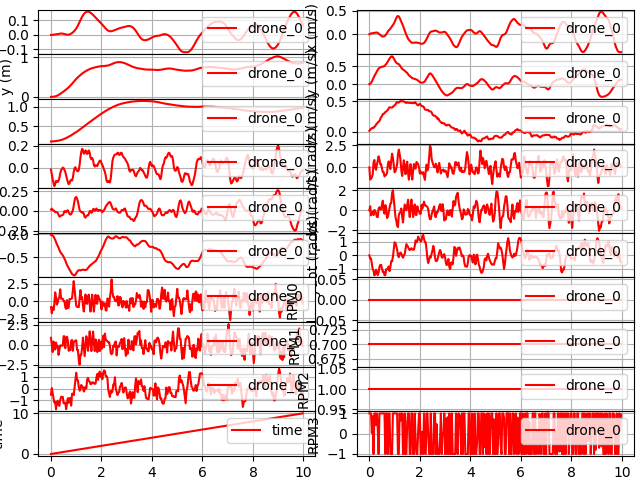 0.1
0.0
−0.1
drone_0
y (m)
1
0
drone_0
1.0
0.5
drone_0
0.2
0.0
drone_0
0.25
0.00
drone_0
0.0
−0.5
drone_0
2.5
0.0
drone_0
2.5
0.0
−2.5
drone_0
1
0
−1
drone_0
10
0
time
time
0 2 4 6 8 10
0.5
0.0
drone_0
0.5
0.0
drone_0
0.5
0.0
drone_0
2.5
0.0
drone_0
2
0
−2
drone_0
1
0
−1
drone_0
0.05
0.00
drone_0
RPM0
0.725
0.700
0.675
drone_0
RPM1
1.05
1.00
0.95
drone_0
RPM2
1
0
−1
drone_0
RPM3
0 2 4 6 8 10